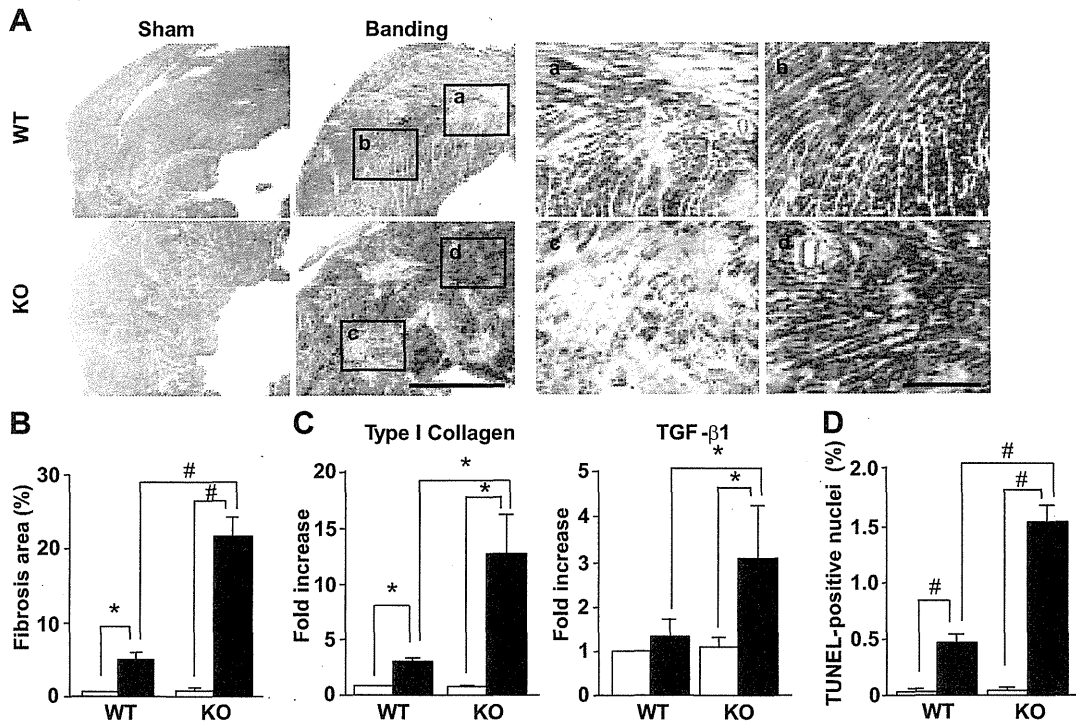 A
Sham
Banding
WT
a
b
a
b
KO
d
c
c
d
B
Fibrosis area (%)
30
20
10
0
*
#
#
WT
KO
C
Type I Collagen
Fold increase
20
15
10
5
0
*
*
*
WT
KO
TGF-β1
Fold increase
5
4
3
2
1
0
*
*
WT
KO
D
TUNEL-positive nuclei (%)
2.0
1.5
1.0
0.5
0
#
#
#
WT
KO